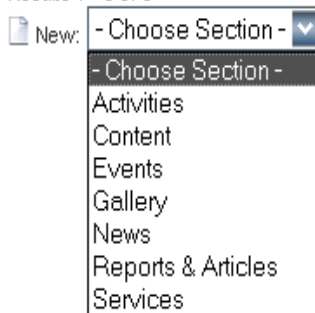 New: - Choose Section -
- Choose Section -
Activities
Content
Events
Gallery
News
Reports & Articles
Services